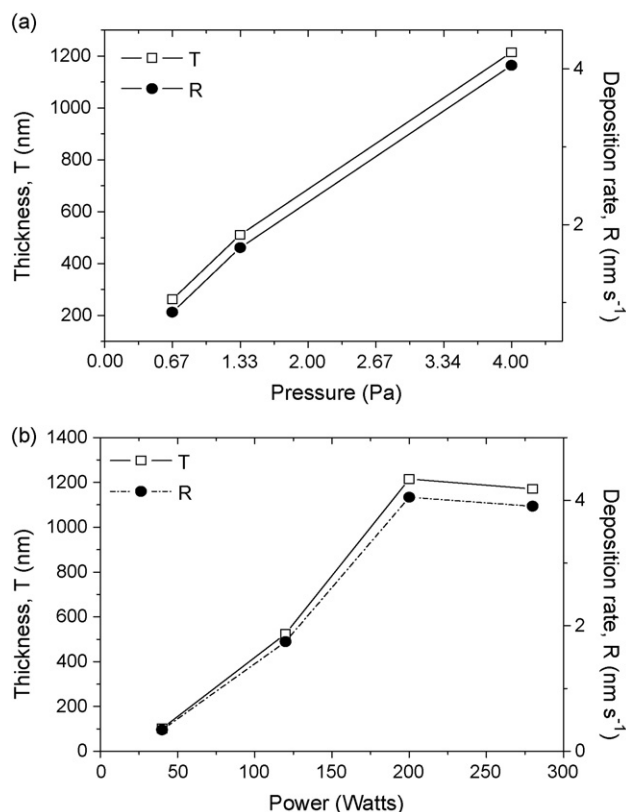 (a)
T
R
1200
1000
800
600
400
200
4
2
Thickness, T (nm)
Deposition rate, R (nm s⁻¹)
0.00 0.67 1.33 2.00 2.67 3.34 4.00
Pressure (Pa)
(b)
T
R
1400
1200
1000
800
600
400
200
0
4
2
0
Thickness, T (nm)
Deposition rate, R (nm s⁻¹)
0 50 100 150 200 250 300
Power (Watts)